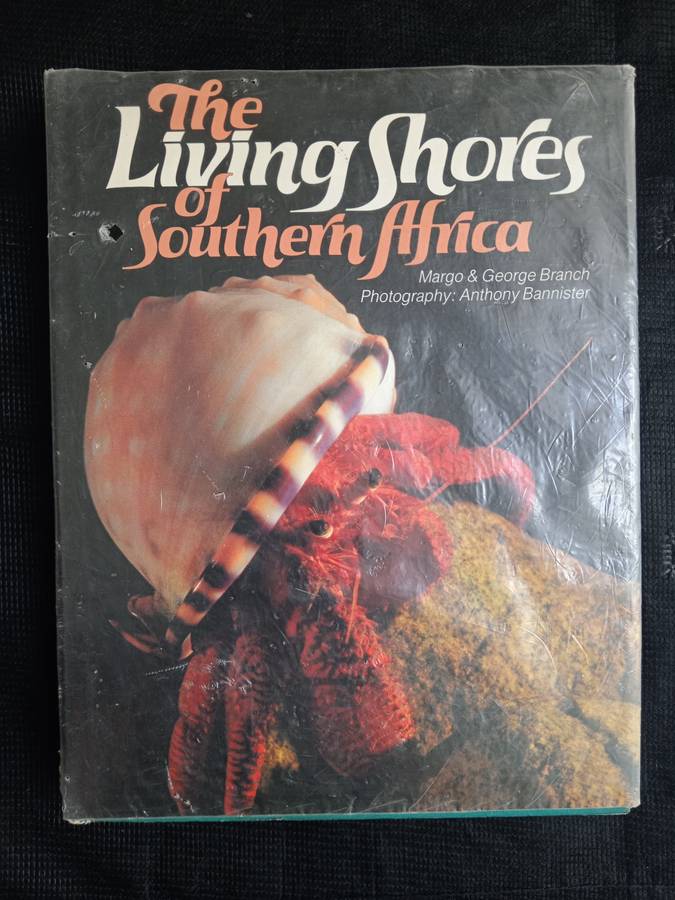 The
Living Shores
of
Southern Africa
Margo & George Branch
Photography: Anthony Bannister